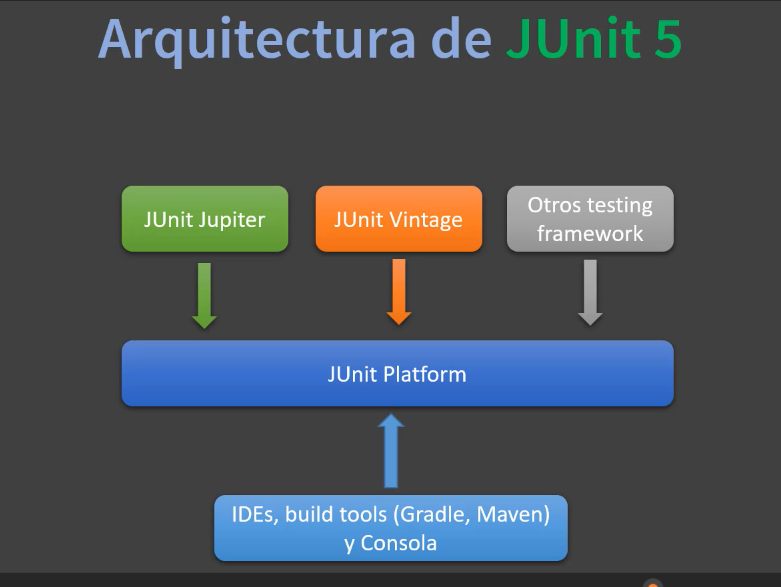 Arquitectura de JUnit 5
JUnit Jupiter
JUnit Vintage
Otros testing
framework
JUnit Platform
IDEs, build tools (Gradle, Maven)
y Consola